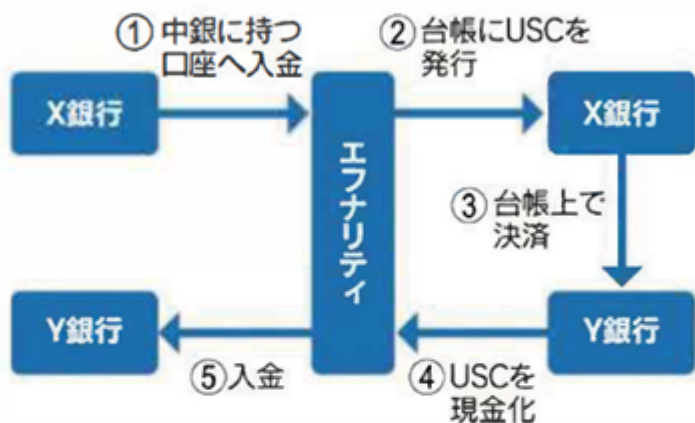 ① 中銀に持つ
口座へ入金
② 台帳にUSCを
発行
X銀行
エフナリティ
X銀行
③ 台帳上で
決済
Y銀行
Y銀行
⑤ 入金
④ USCを
現金化